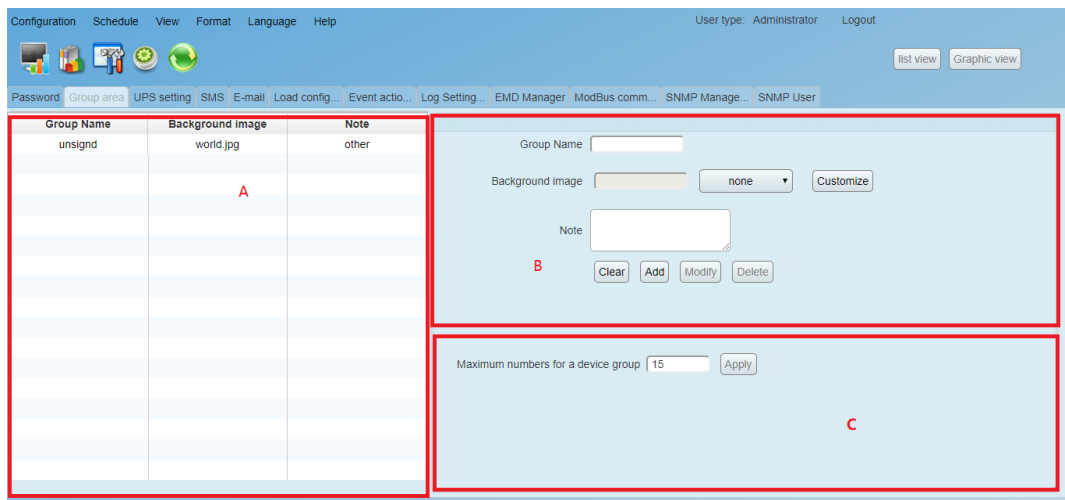 Configuration Schedule View Format Language Help User type: Administrator Logout
list view Graphic view
Password Group area UPS setting SMS E-mail Load config... Event actio... Log Setting... EMD Manager ModBus comm... SNMP Manage... SNMP User
Group Name Background image Note
unsignd world.jpg other
A
Group Name
Background image none Customize
Note
B
Clear Add Modify Delete
Maximum numbers for a device group 15 Apply
C